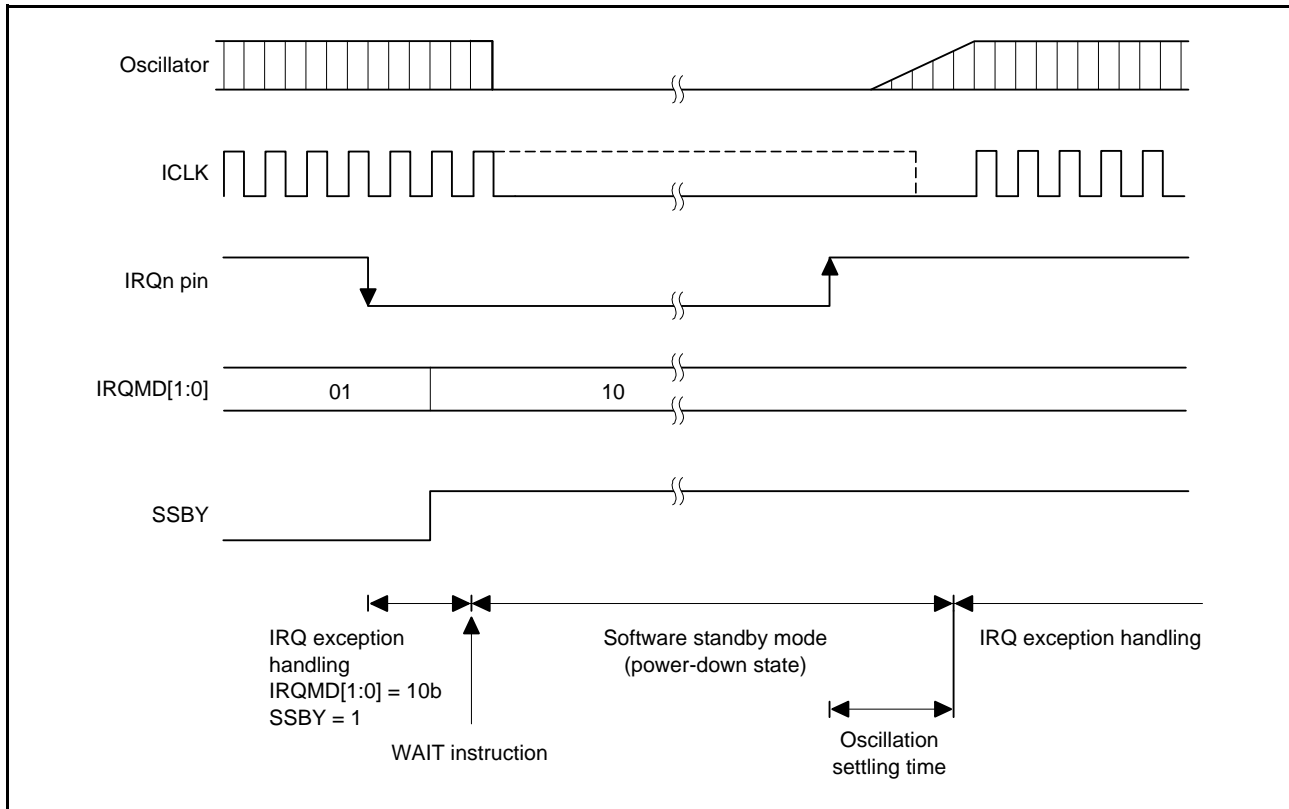 Oscillator
ICLK
IRQn pin
IRQMD[1:0]
01
10
SSBY
IRQ exception
handling
IRQMD[1:0] = 10b
SSBY = 1
WAIT instruction
Software standby mode
(power-down state)
Oscillation
settling time
IRQ exception handling